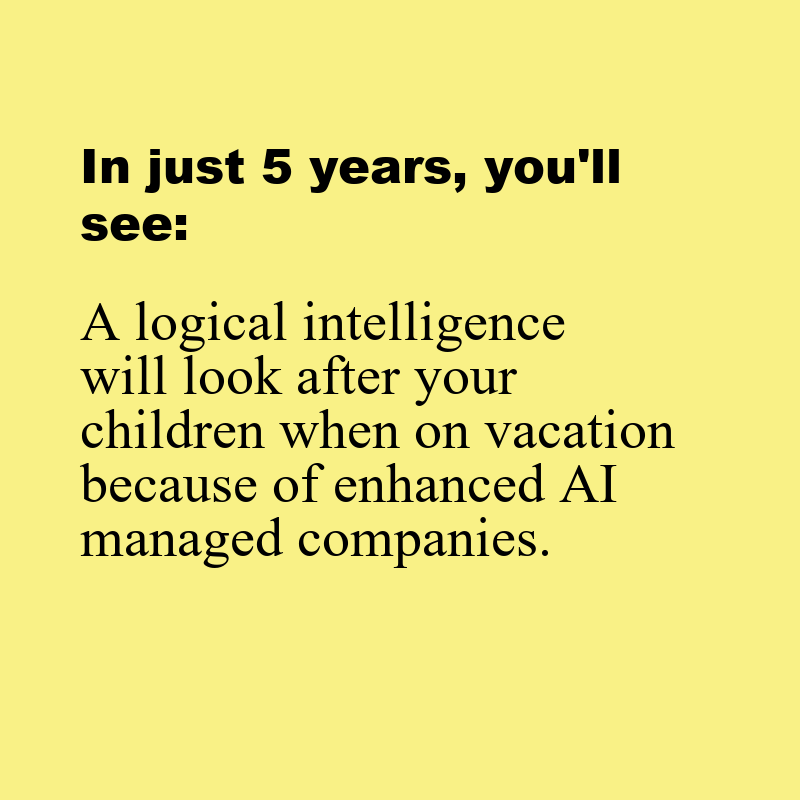 In just 5 years, you'll
see:
A logical intelligence
will look after your
children when on vacation
because of enhanced AI
managed companies.